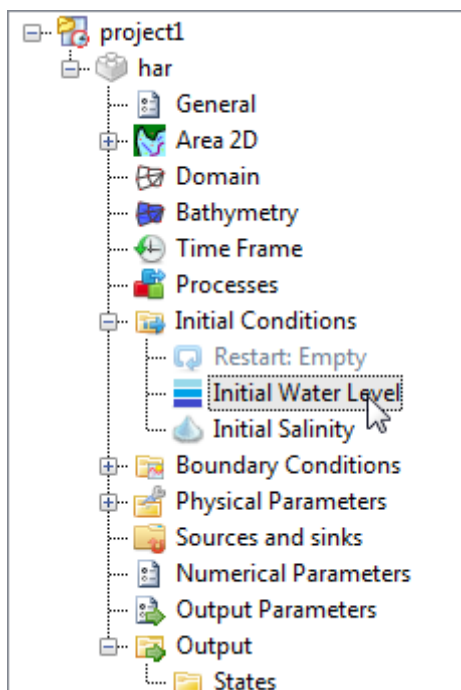 project1
har
General
Area 2D
Domain
Bathymetry
Time Frame
Processes
Initial Conditions
Restart: Empty
Initial Water Level
Initial Salinity
Boundary Conditions
Physical Parameters
Sources and sinks
Numerical Parameters
Output Parameters
Output
States